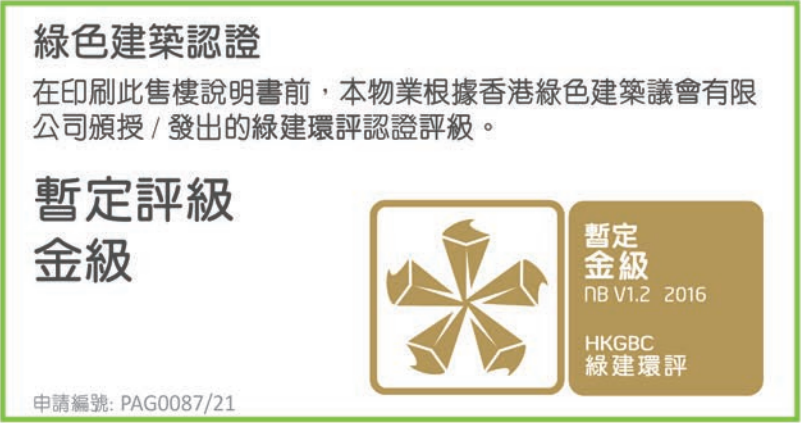 綠色建築認證
在印刷此售樓說明書前，本物業根據香港綠色建築議會有限
公司頒授 / 發出的綠建環評認證評級。
暫定評級
金級
暫定
金級
NB V1.2 2016
HKGBC
綠建環評
申請編號: PAG0087/21